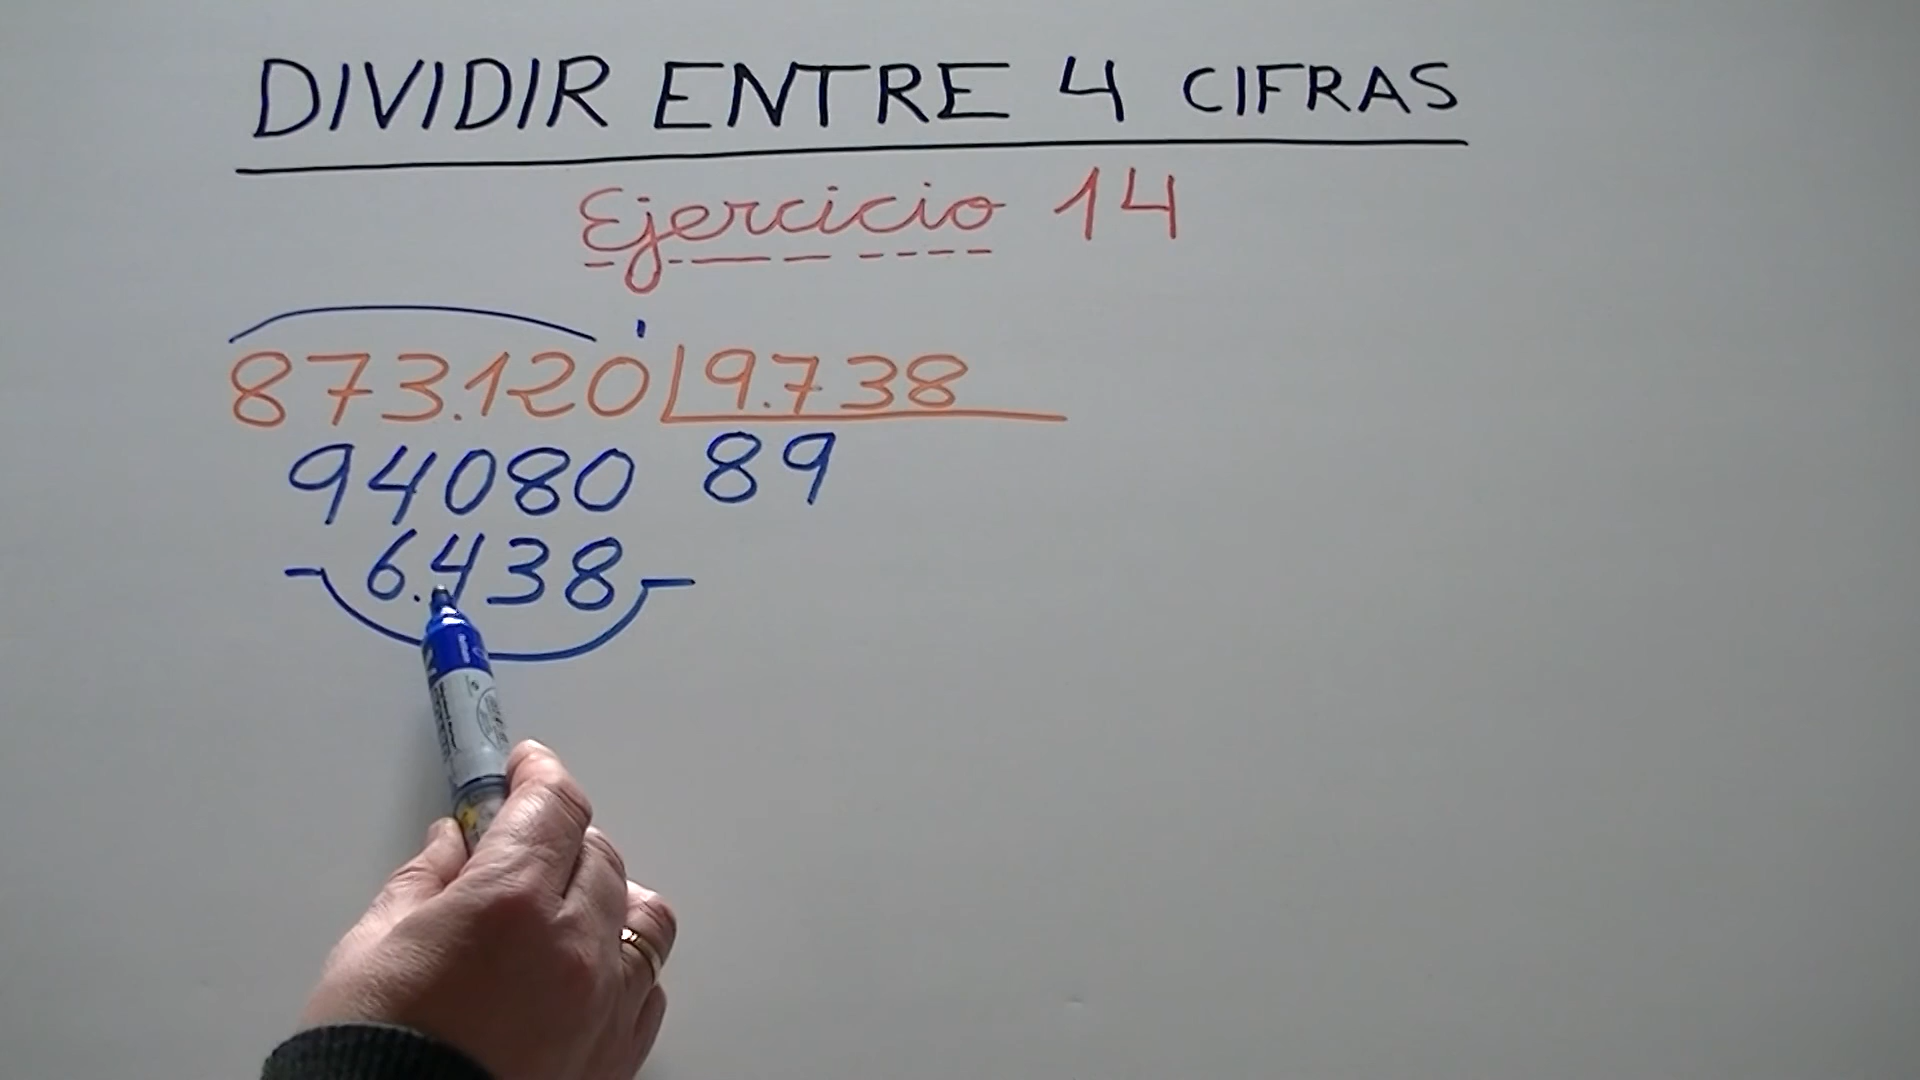 DIVIDIR ENTRE 4 CIFRAS
Ejercicio 14
873.120 9.738
94080 89
- 6.438 -